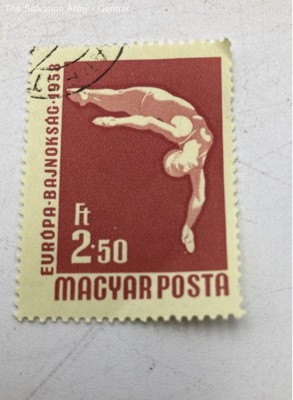 The Salvation Army - Central
EURÓPA-BAJNOKSÁG·1958
Ft
2·50
MAGYAR POSTA